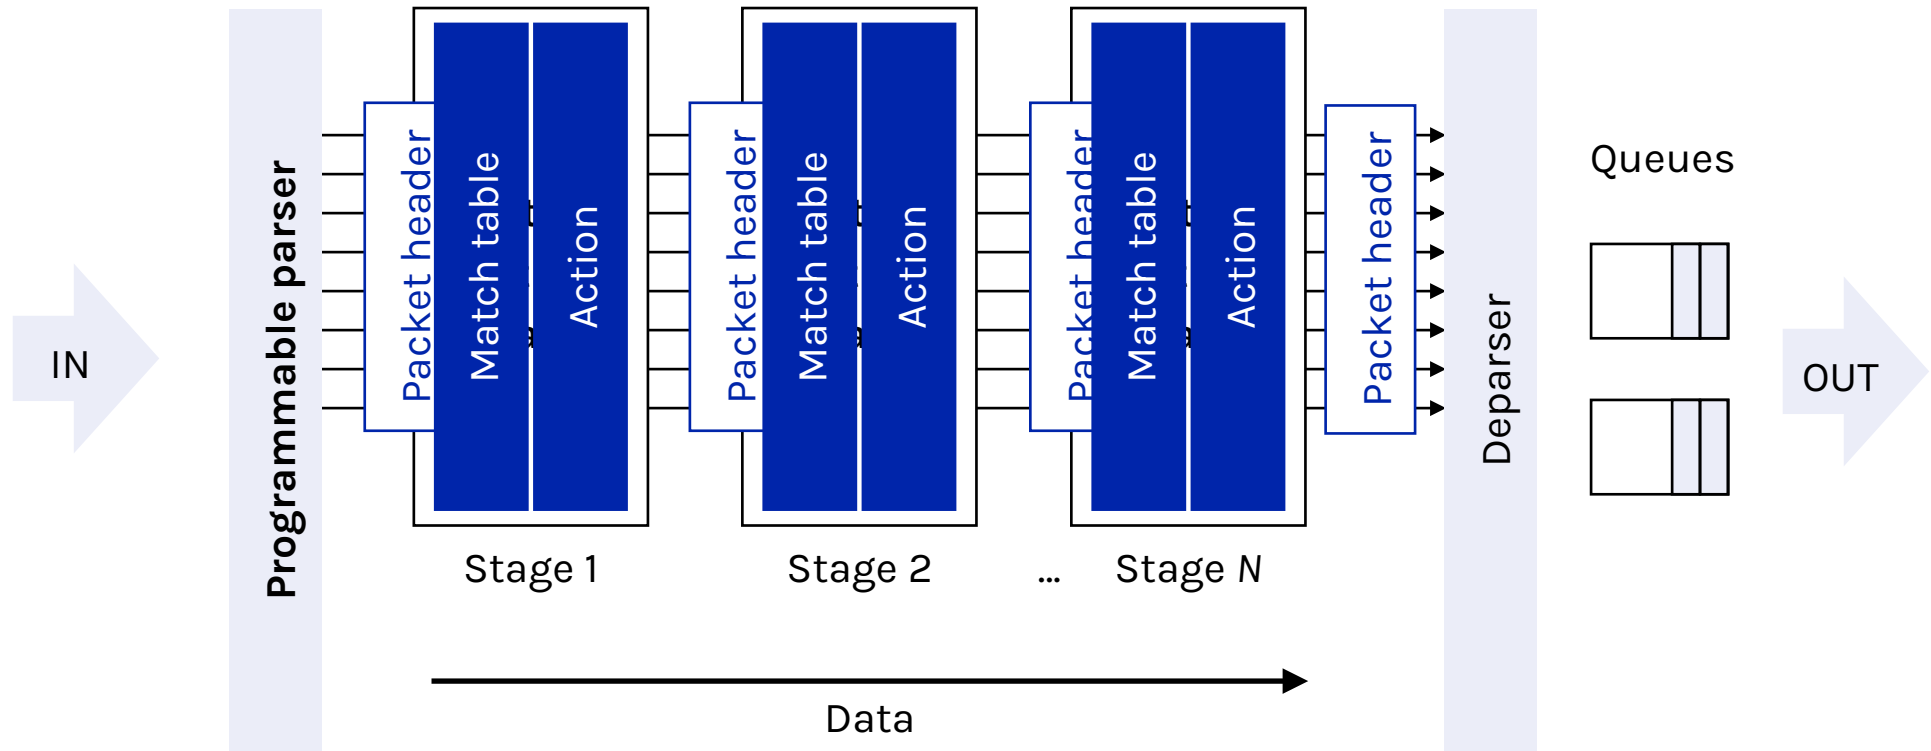 IN
Programmable parser
Packet header
Match table
Action
Stage 1
Packet header
Match table
Action
Stage 2
...
Packet header
Match table
Action
Stage N
Packet header
Deparser
Queues
OUT
Data